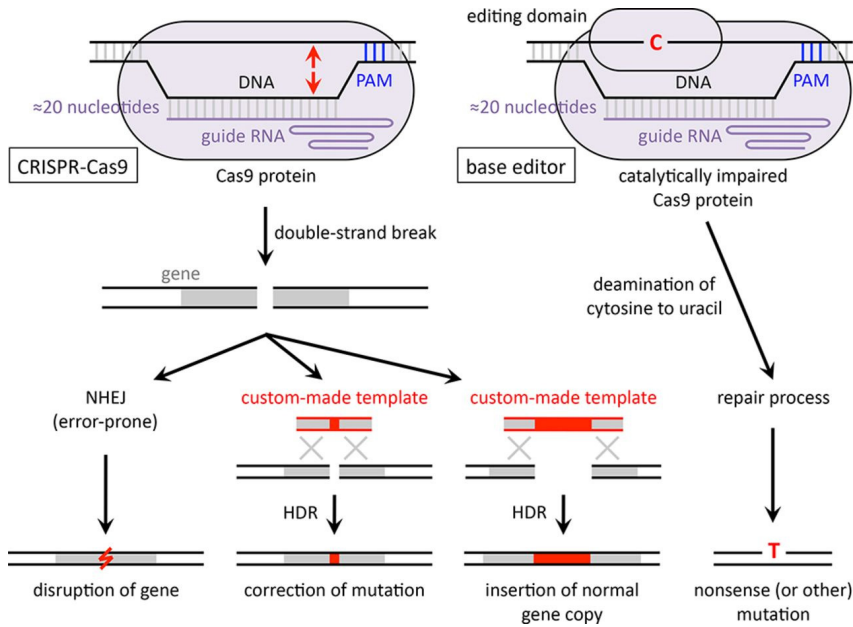 editing domain
C
DNA
PAM
≈20 nucleotides
guide RNA
CRISPR-Cas9
Cas9 protein
DNA
PAM
≈20 nucleotides
guide RNA
base editor
catalytically impaired
Cas9 protein
double-strand break
gene
deamination of
cytosine to uracil
NHEJ
(error-prone)
custom-made template
custom-made template
repair process
HDR
HDR
T
disruption of gene
correction of mutation
insertion of normal
gene copy
nonsense (or other)
mutation